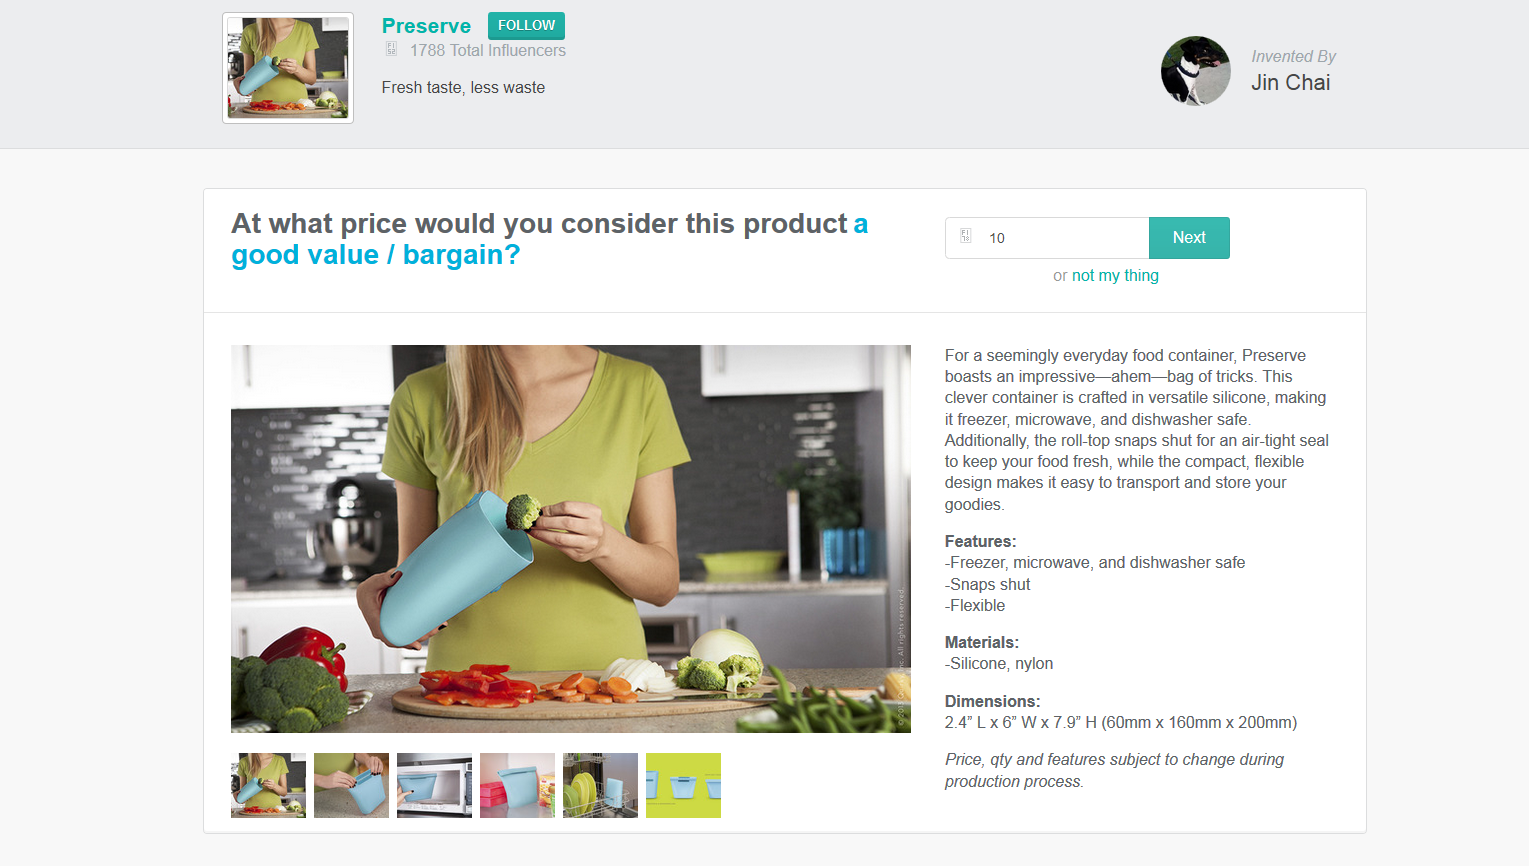 Preserve
FOLLOW
1788 Total Influencers
Fresh taste, less waste
Invented By
Jin Chai
At what price would you consider this product a
good value / bargain?
10
Next
or not my thing
For a seemingly everyday food container, Preserve
boasts an impressive—ahem—bag of tricks. This
clever container is crafted in versatile silicone, making
it freezer, microwave, and dishwasher safe.
Additionally, the roll-top snaps shut for an air-tight seal
to keep your food fresh, while the compact, flexible
design makes it easy to transport and store your
goodies.
Features:
-Freezer, microwave, and dishwasher safe
-Snaps shut
-Flexible
Materials:
-Silicone, nylon
Dimensions:
2.4” L x 6” W x 7.9” H (60mm x 160mm x 200mm)
Price, qty and features subject to change during
production process.
All rights reserved.